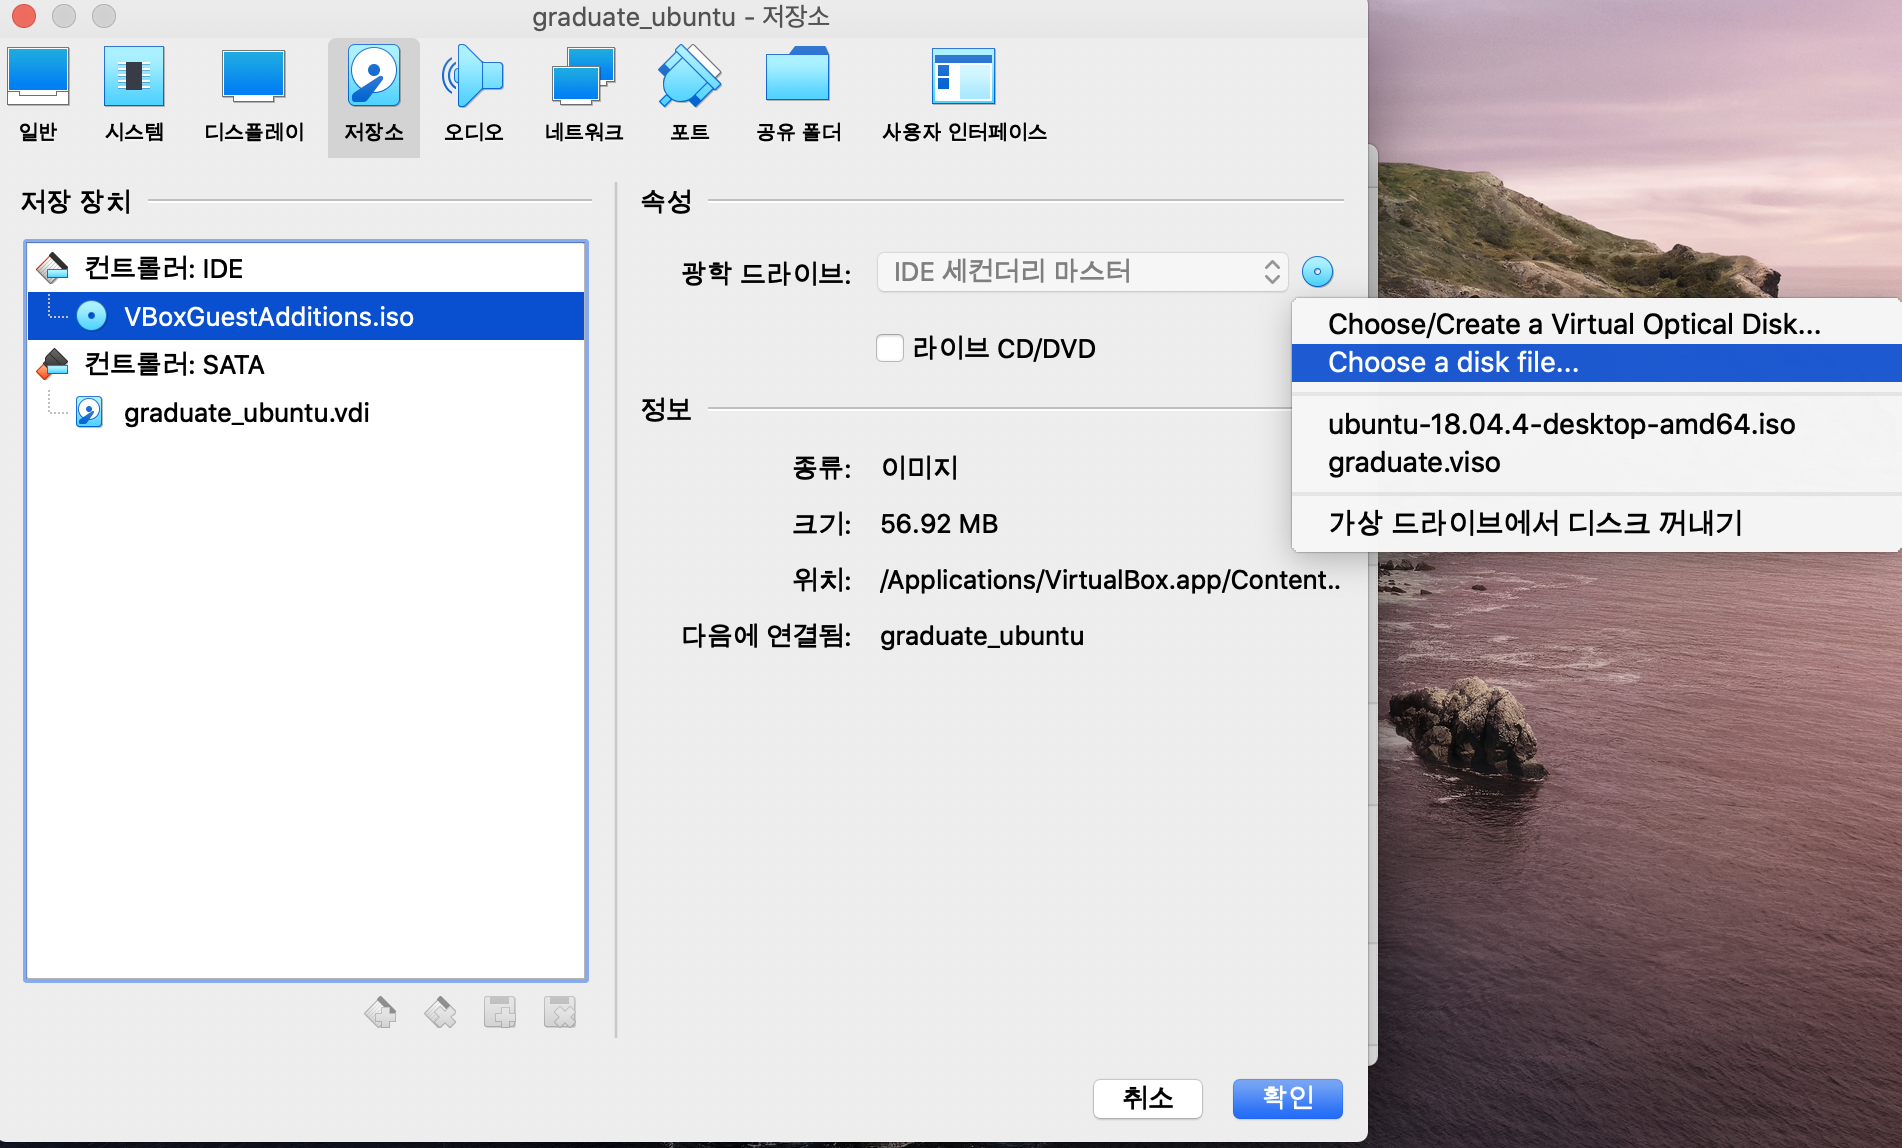 graduate_ubuntu - 저장소
일반
시스템
디스플레이
저장소
오디오
네트워크
포트
공유 폴더
사용자 인터페이스
저장 장치
컨트롤러: IDE
VBoxGuestAdditions.iso
컨트롤러: SATA
graduate_ubuntu.vdi
속성
광학 드라이브: IDE 세컨더리 마스터
라이브 CD/DVD
정보
종류: 이미지
크기: 56.92 MB
위치: /Applications/VirtualBox.app/Content..
다음에 연결됨: graduate_ubuntu
Choose/Create a Virtual Optical Disk...
Choose a disk file...
ubuntu-18.04.4-desktop-amd64.iso
graduate.viso
가상 드라이브에서 디스크 꺼내기
취소
확인